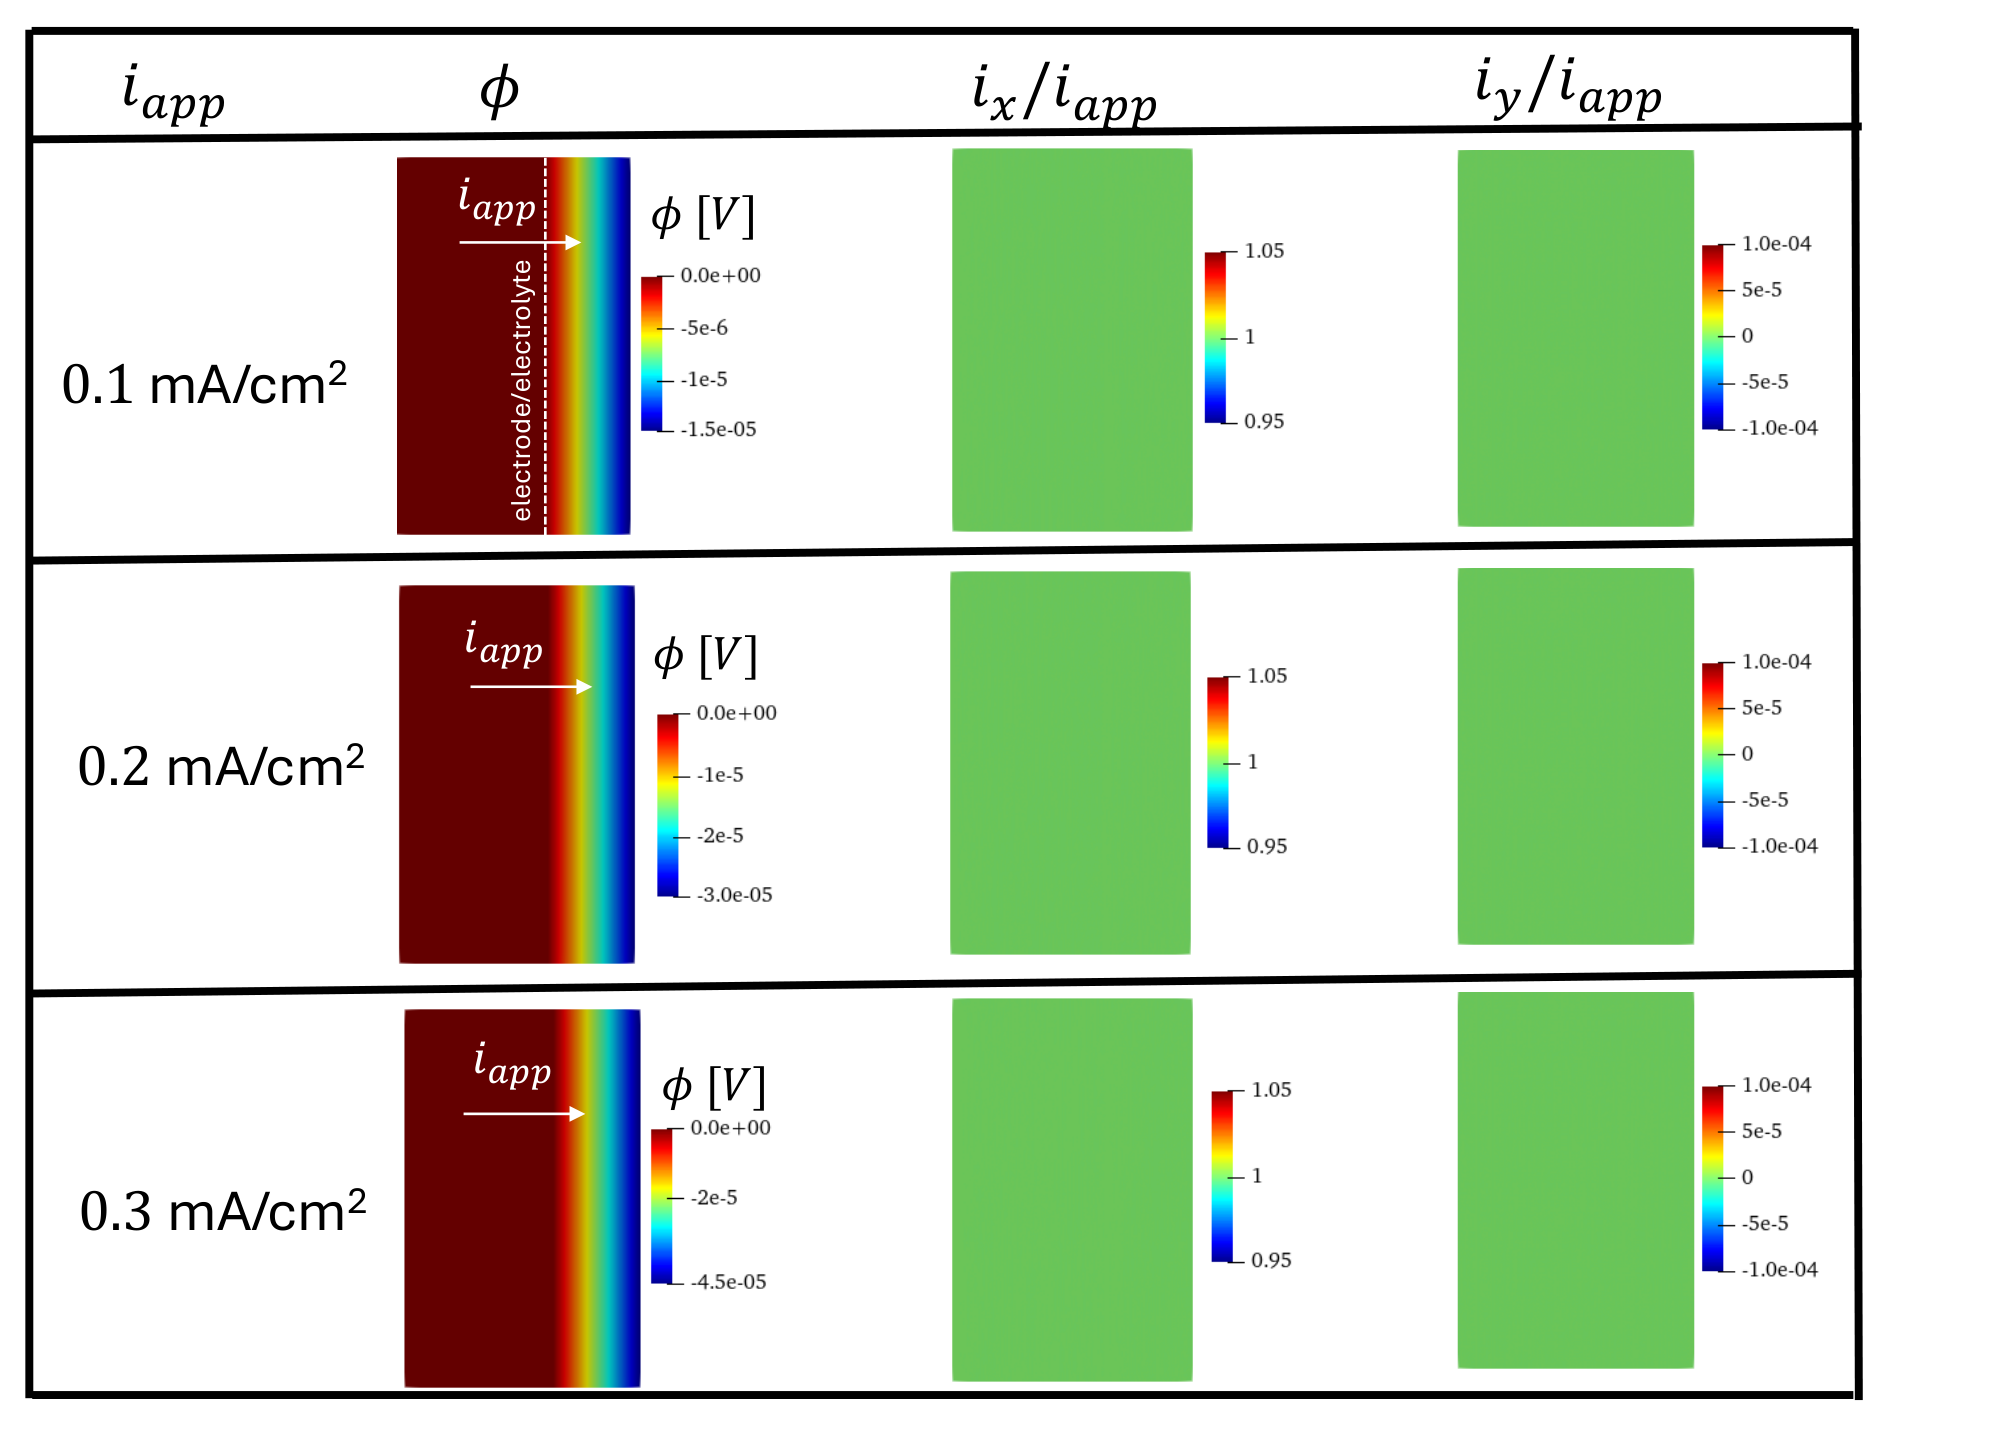 i_app ϕ i_x/i_app i_y/i_app
0.1 mA/cm²
i_app
electrode/electrolyte
ϕ [V]
0.0e+00
-5e-6
-1e-5
-1.5e-05
1.05
1
0.95
1.0e-04
5e-5
0
-5e-5
-1.0e-04
0.2 mA/cm²
i_app
ϕ [V]
0.0e+00
-1e-5
-2e-5
-3.0e-05
1.05
1
0.95
1.0e-04
5e-5
0
-5e-5
-1.0e-04
0.3 mA/cm²
i_app
ϕ [V]
0.0e+00
-2e-5
-4.5e-05
1.05
1
0.95
1.0e-04
5e-5
0
-5e-5
-1.0e-04